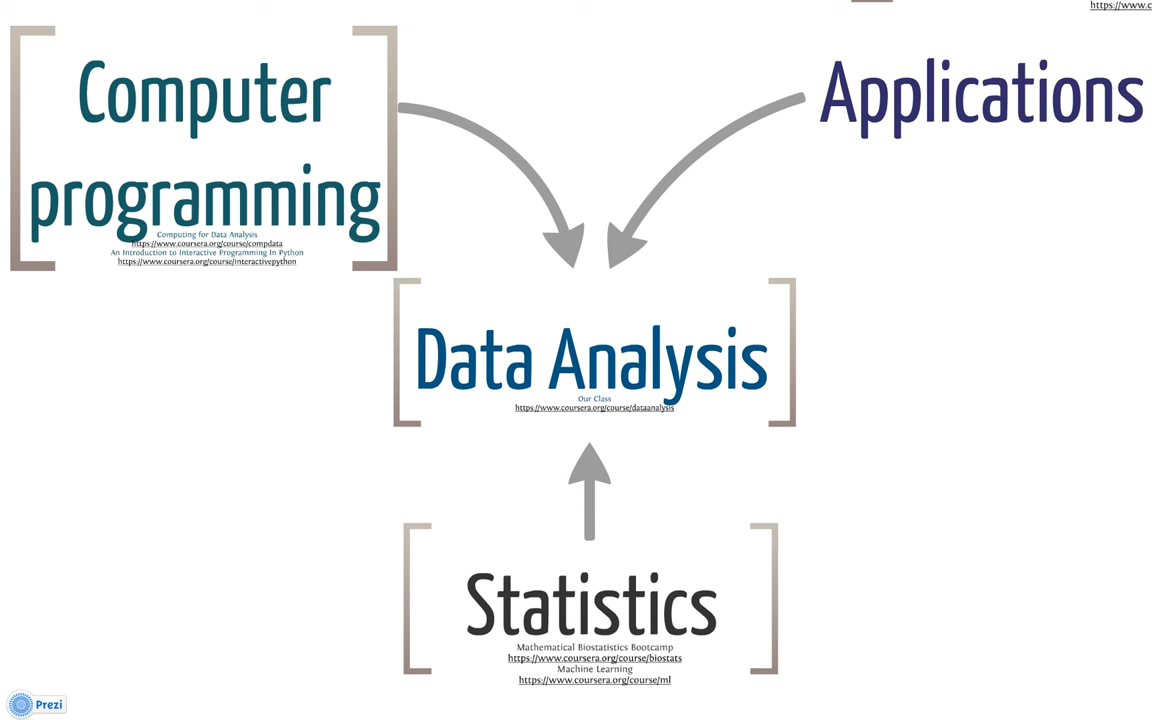 https://www.c
Computer
programming
Computing for Data Analysis
https://www.coursera.org/course/compdata
An Introduction to Interactive Programming In Python
https://www.coursera.org/course/interactivepython
Applications
Data Analysis
Our Class
https://www.coursera.org/course/dataanalysis
Statistics
Mathematical Biostatistics Bootcamp
https://www.coursera.org/course/biostats
Machine Learning
https://www.coursera.org/course/ml
Prezi